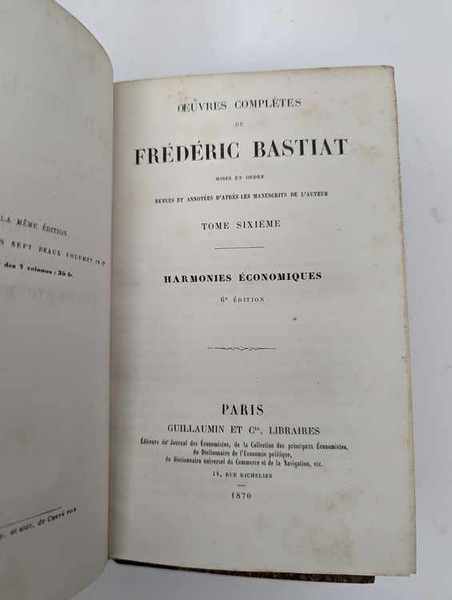 LA MÊME ÉDITION
SEPT BEAUX VOLUMES
des 7 volumes :
ŒUVRES COMPLÈTES
DE
FRÉDÉRIC BASTIAT
MISES EN ORDRE
REVUES ET ANNOTÉES D'APRÈS LES MANUSCRITS DE L'AUTEUR
TOME SIXIÈME
HARMONIES ÉCONOMIQUES
6e ÉDITION
PARIS
GUILLAUMIN ET Cie, LIBRAIRES
Éditeurs du Journal des Économistes, de la Collection des principaux Économistes,
du Dictionnaire de l'Économie politique,
du Dictionnaire universel du Commerce et de la Navigation, etc.
14, RUE RICHELIEU
1870